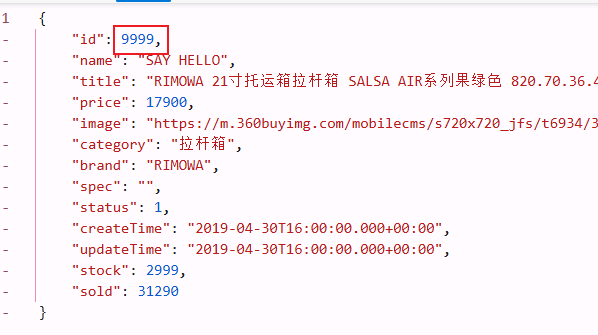 1 {
- "id": 9999,
- "name": "SAY HELLO",
- "title": "RIMOWA 21寸托运箱拉杆箱 SALSA AIR系列果绿色 820.70.36.4
- "price": 17900,
- "image": "https://m.360buyimg.com/mobilecms/s720x720_jfs/t6934/3
- "category": "拉杆箱",
- "brand": "RIMOWA",
- "spec": "",
- "status": 1,
- "createTime": "2019-04-30T16:00:00.000+00:00",
- "updateTime": "2019-04-30T16:00:00.000+00:00",
- "stock": 2999,
- "sold": 31290
- }